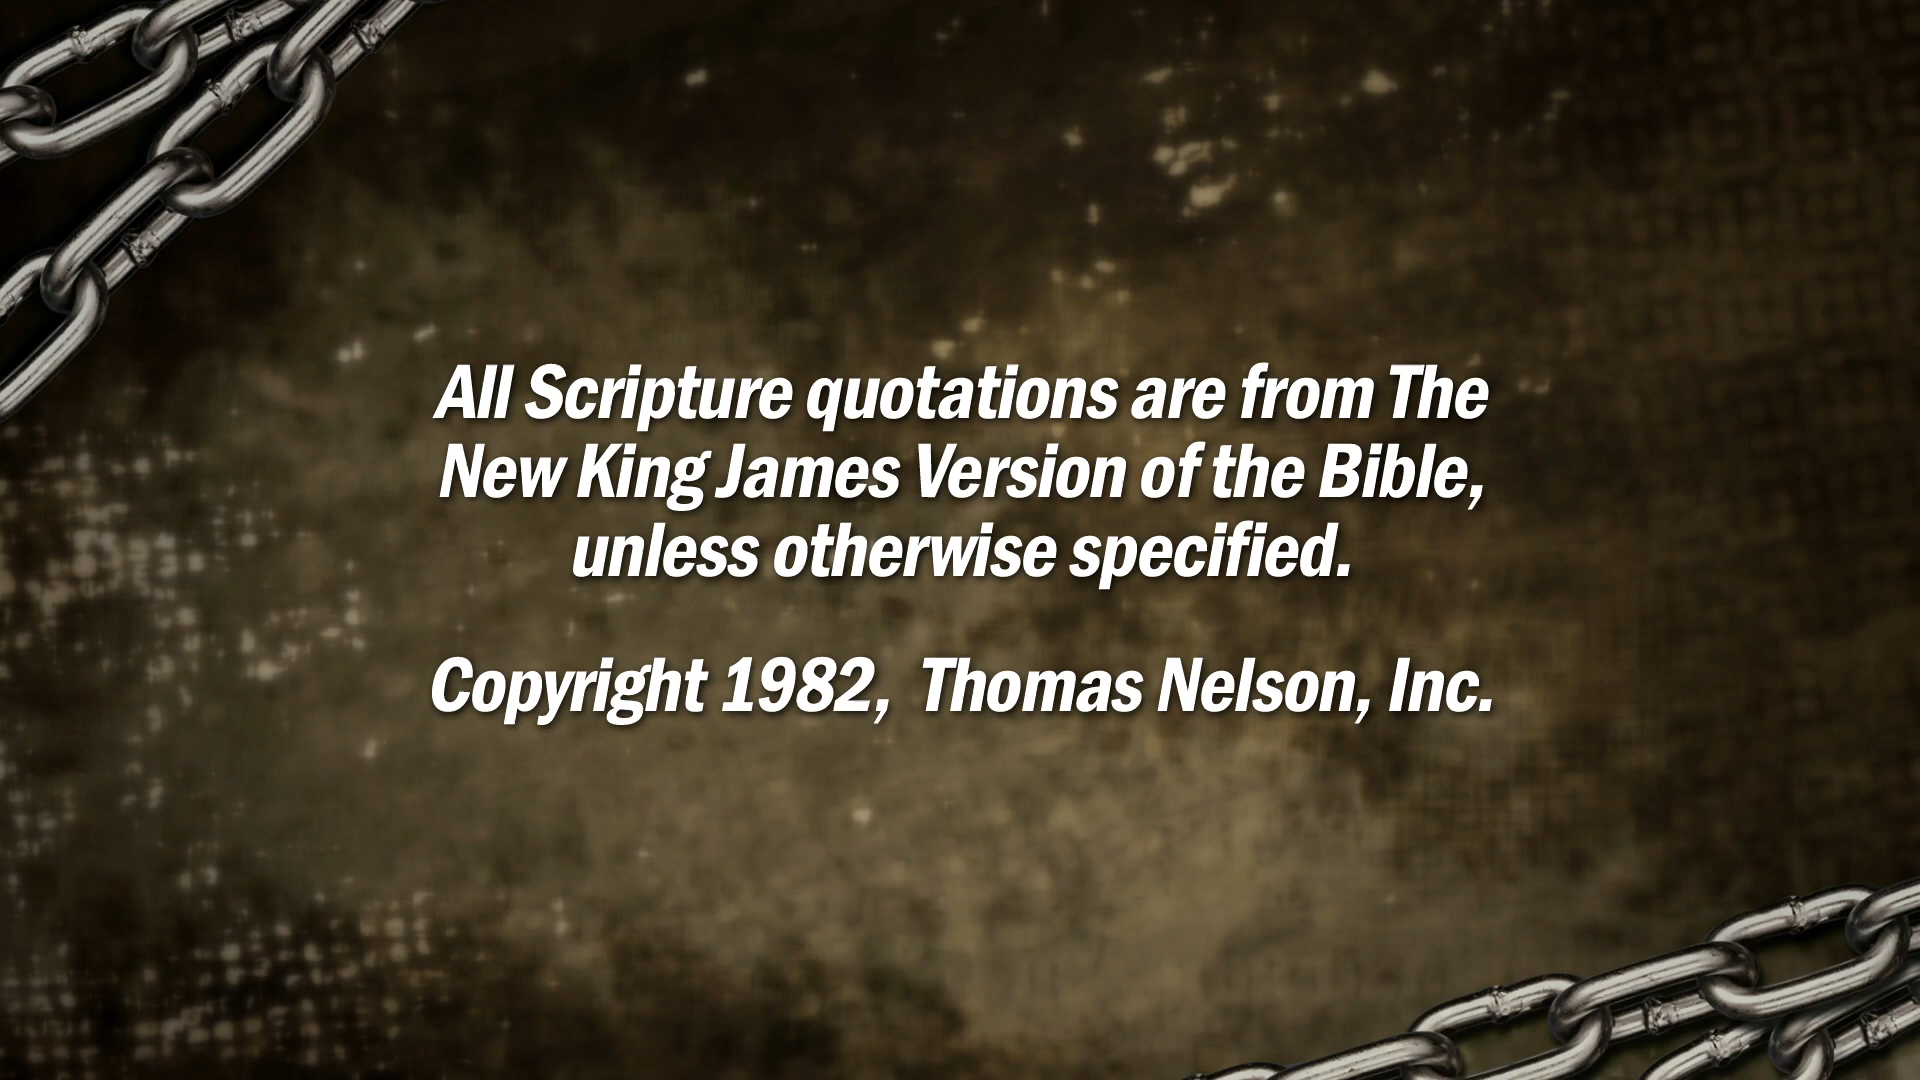 All Scripture quotations are from The
New King James Version of the Bible,
unless otherwise specified.
Copyright 1982, Thomas Nelson, Inc.